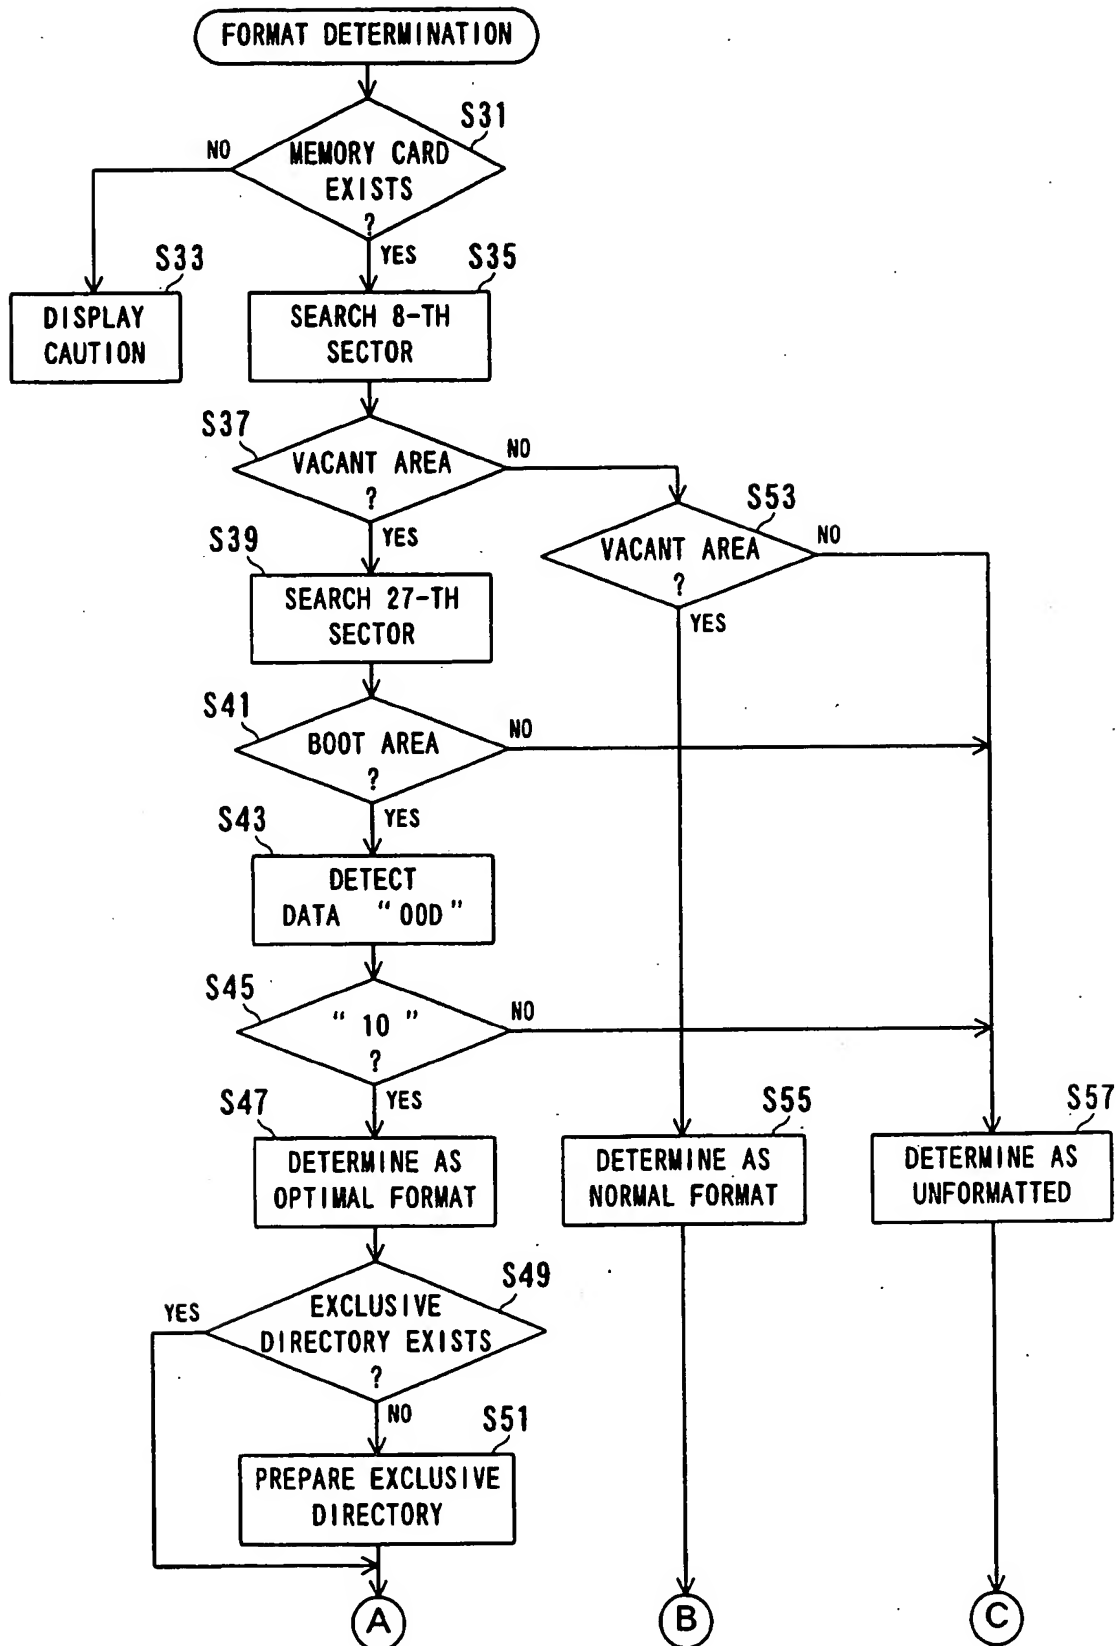 FORMAT DETERMINATION
S31
NO
MEMORY CARD
EXISTS
?
YES
S33
DISPLAY
CAUTION
S35
SEARCH 8-TH
SECTOR
S37
VACANT AREA
?
NO
YES
S53
VACANT AREA
?
NO
YES
S39
SEARCH 27-TH
SECTOR
S41
BOOT AREA
?
NO
YES
S43
DETECT
DATA "00D"
S45
"10"
?
NO
YES
S47
DETERMINE AS
OPTIMAL FORMAT
S55
DETERMINE AS
NORMAL FORMAT
S57
DETERMINE AS
UNFORMATTED
S49
YES
EXCLUSIVE
DIRECTORY EXISTS
?
NO
S51
PREPARE EXCLUSIVE
DIRECTORY
A
B
C